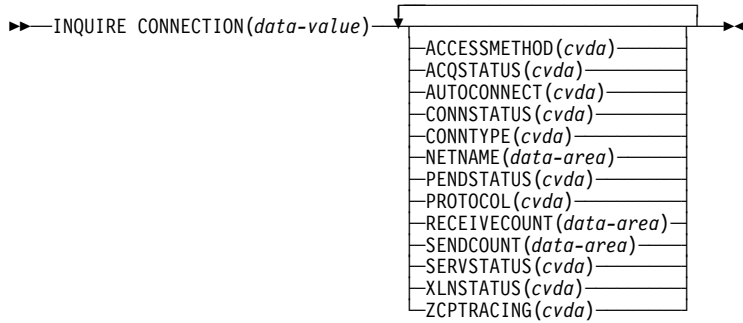 INQUIRE CONNECTION(data-value)
ACCESSMETHOD(cvda)
ACQSTATUS(cvda)
AUTOCONNECT(cvda)
CONNSTATUS(cvda)
CONNTYPE(cvda)
NETNAME(data-area)
PENDSTATUS(cvda)
PROTOCOL(cvda)
RECEIVECOUNT(data-area)
SENDCOUNT(data-area)
SERVSTATUS(cvda)
XLNSTATUS(cvda)
ZCPTRACING(cvda)